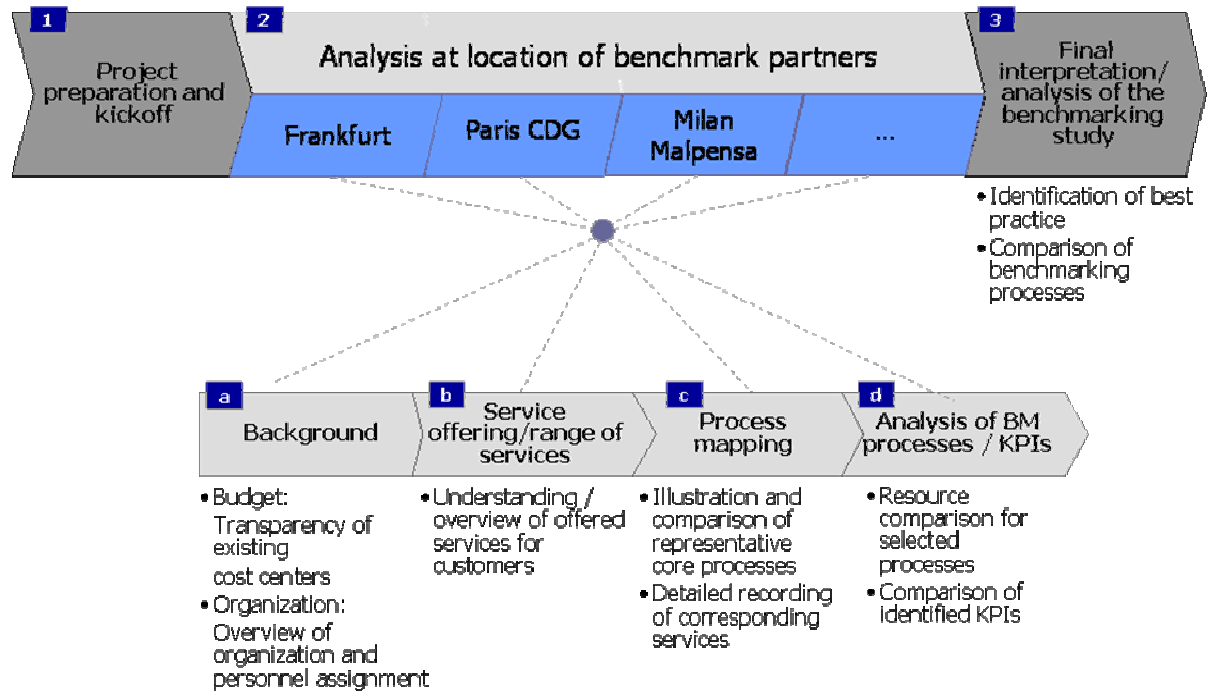 1
Project
preparation and
kickoff
2
Analysis at location of benchmark partners
Frankfurt
Paris CDG
Milan
Malpensa
...
3
Final
interpretation/
analysis of the
benchmarking
study
• Identification of best
practice
• Comparison of
benchmarking
processes
a
Background
• Budget:
Transparency of
existing
cost centers
• Organization:
Overview of
organization and
personnel assignment
b
Service
offering/range of
services
• Understanding /
overview of offered
services for
customers
c
Process
mapping
• Illustration and
comparison of
representative
core processes
• Detailed recording
of corresponding
services
d
Analysis of BM
processes / KPIs
• Resource
comparison for
selected
processes
• Comparison of
identified KPIs